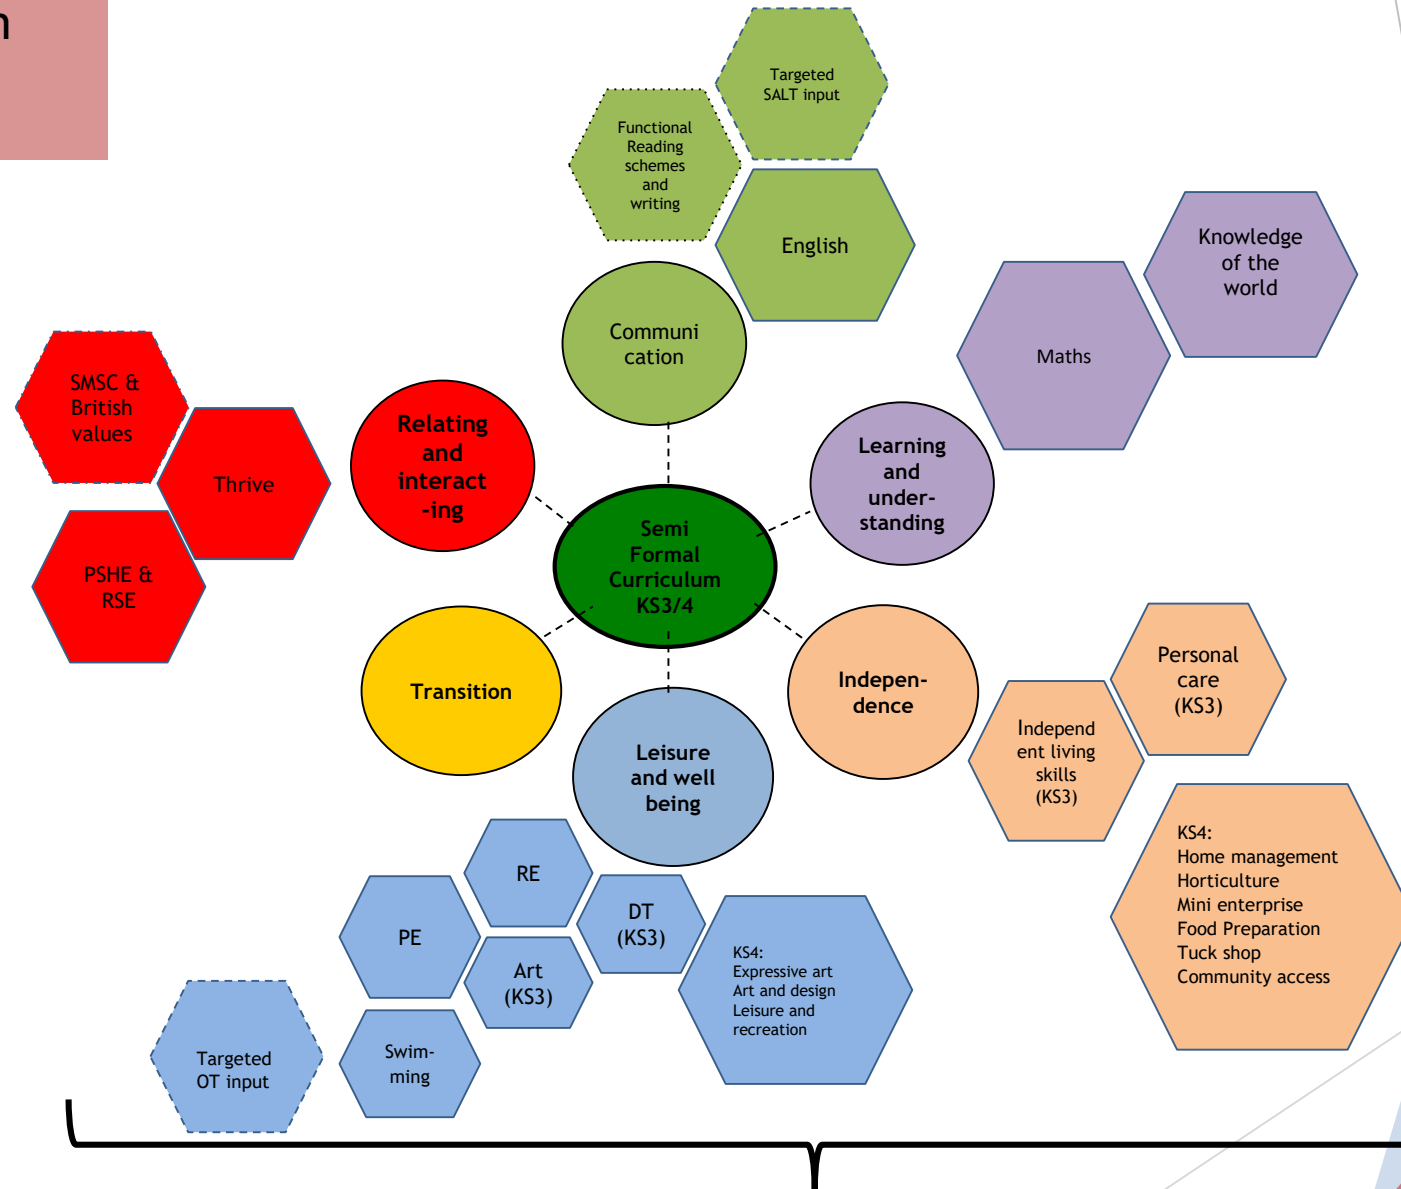 n
Targeted
SALT input
Functional
Reading
schemes
and
writing
English
Knowledge
of the
world
Maths
Communi
cation
SMSC &
British
values
Thrive
PSHE &
RSE
Relating
and
interact
-ing
Learning
and
under-
standing
Semi
Formal
Curriculum
KS3/4
Transition
Leisure
and well
being
Indepen-
dence
Personal
care
(KS3)
Independ
ent living
skills
(KS3)
KS4:
Home management
Horticulture
Mini enterprise
Food Preparation
Tuck shop
Community access
RE
PE
DT
(KS3)
Art
(KS3)
KS4:
Expressive art
Art and design
Leisure and
recreation
Swim-
ming
Targeted
OT input